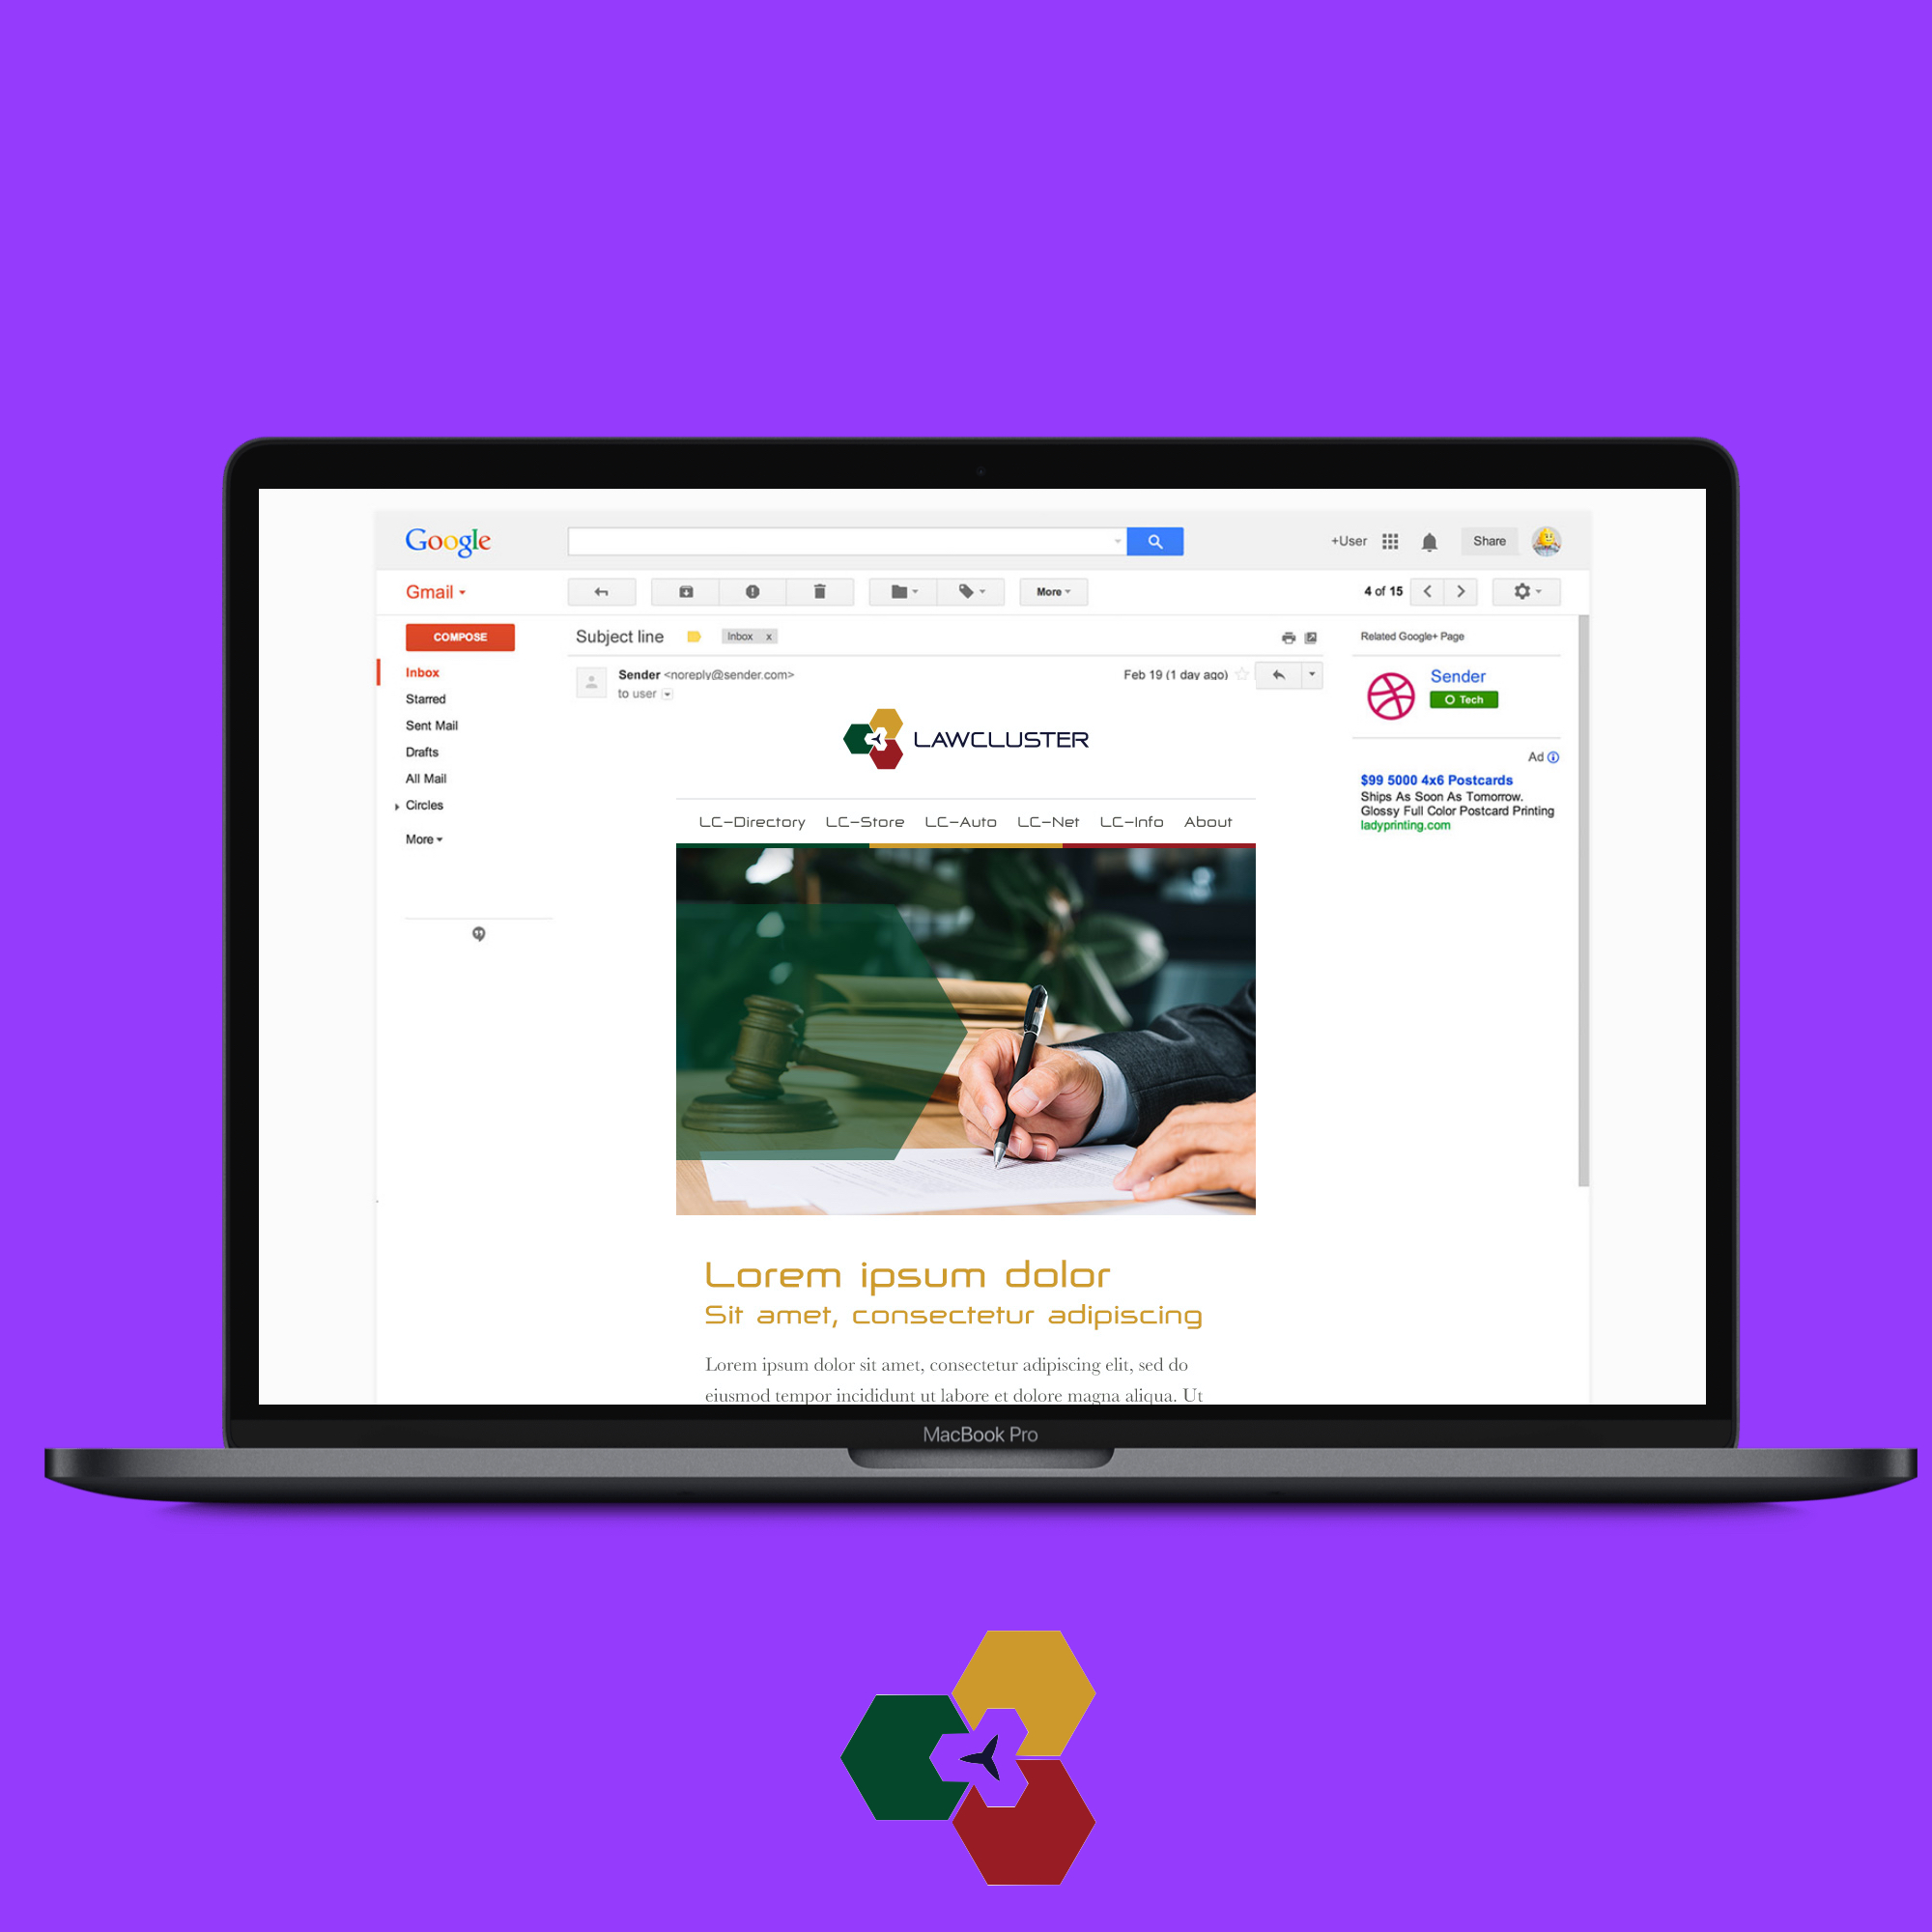 Google
+User
Share
Gmail
More
4 of 15
COMPOSE
Inbox
Starred
Sent Mail
Drafts
All Mail
Circles
More
Subject line
Inbox x
Sender <noreply@sender.com>
to user
Feb 19 (1 day ago)
LAWCLUSTER
LC-Directory LC-Store LC-Auto LC-Net LC-Info About
Lorem ipsum dolor
Sit amet, consectetur adipiscing
Lorem ipsum dolor sit amet, consectetur adipiscing elit, sed do
eiusmod tempor incididunt ut labore et dolore magna aliqua. Ut
Related Google+ Page
Sender
Tech
Ad
$99 5000 4x6 Postcards
Ships As Soon As Tomorrow.
Glossy Full Color Postcard Printing
ladyprinting.com
MacBook Pro